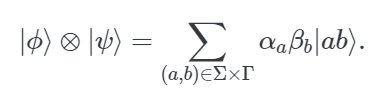 |ϕ⟩ ⊗ |ψ⟩ = ∑_{(a,b)∈Σ×Γ} α_a β_b |ab⟩.